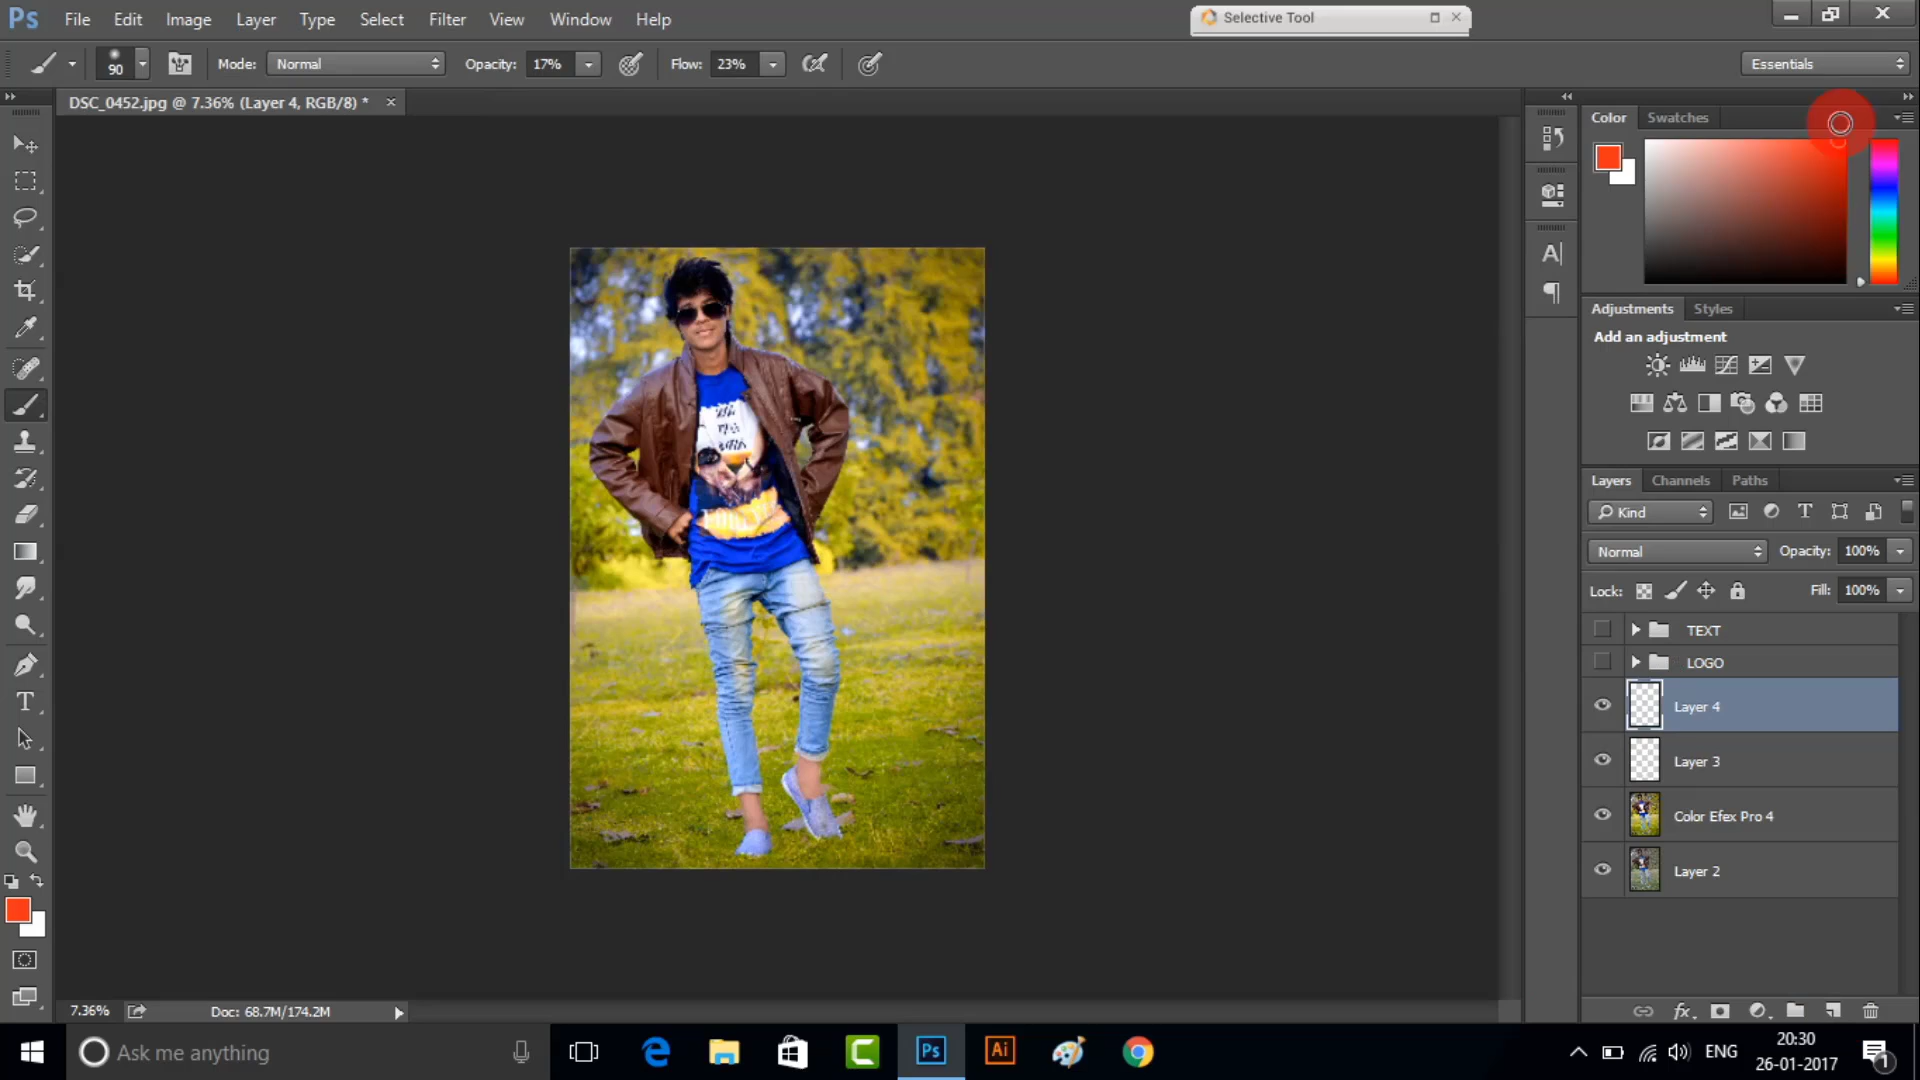 Ps File Edit Image Layer Type Select Filter View Window Help
Selective Tool
90 Mode: Normal Opacity: 17% Flow: 23% Essentials
DSC_0452.jpg @ 7.36% (Layer 4, RGB/8) *
Color Swatches
Adjustments Styles
Add an adjustment
Layers Channels Paths
Kind
Normal Opacity: 100%
Lock: Fill: 100%
TEXT
LOGO
Layer 4
Layer 3
Color Efex Pro 4
Layer 2
7.36% Doc: 68.7M/174.2M
Ask me anything
Ps Ai
ENG
20:30
26-01-2017
1